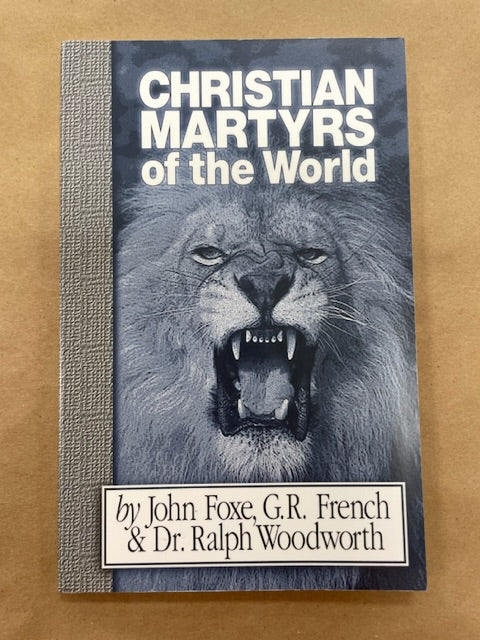 CHRISTIAN
MARTYRS
of the World
by John Foxe, G.R. French
& Dr. Ralph Woodworth